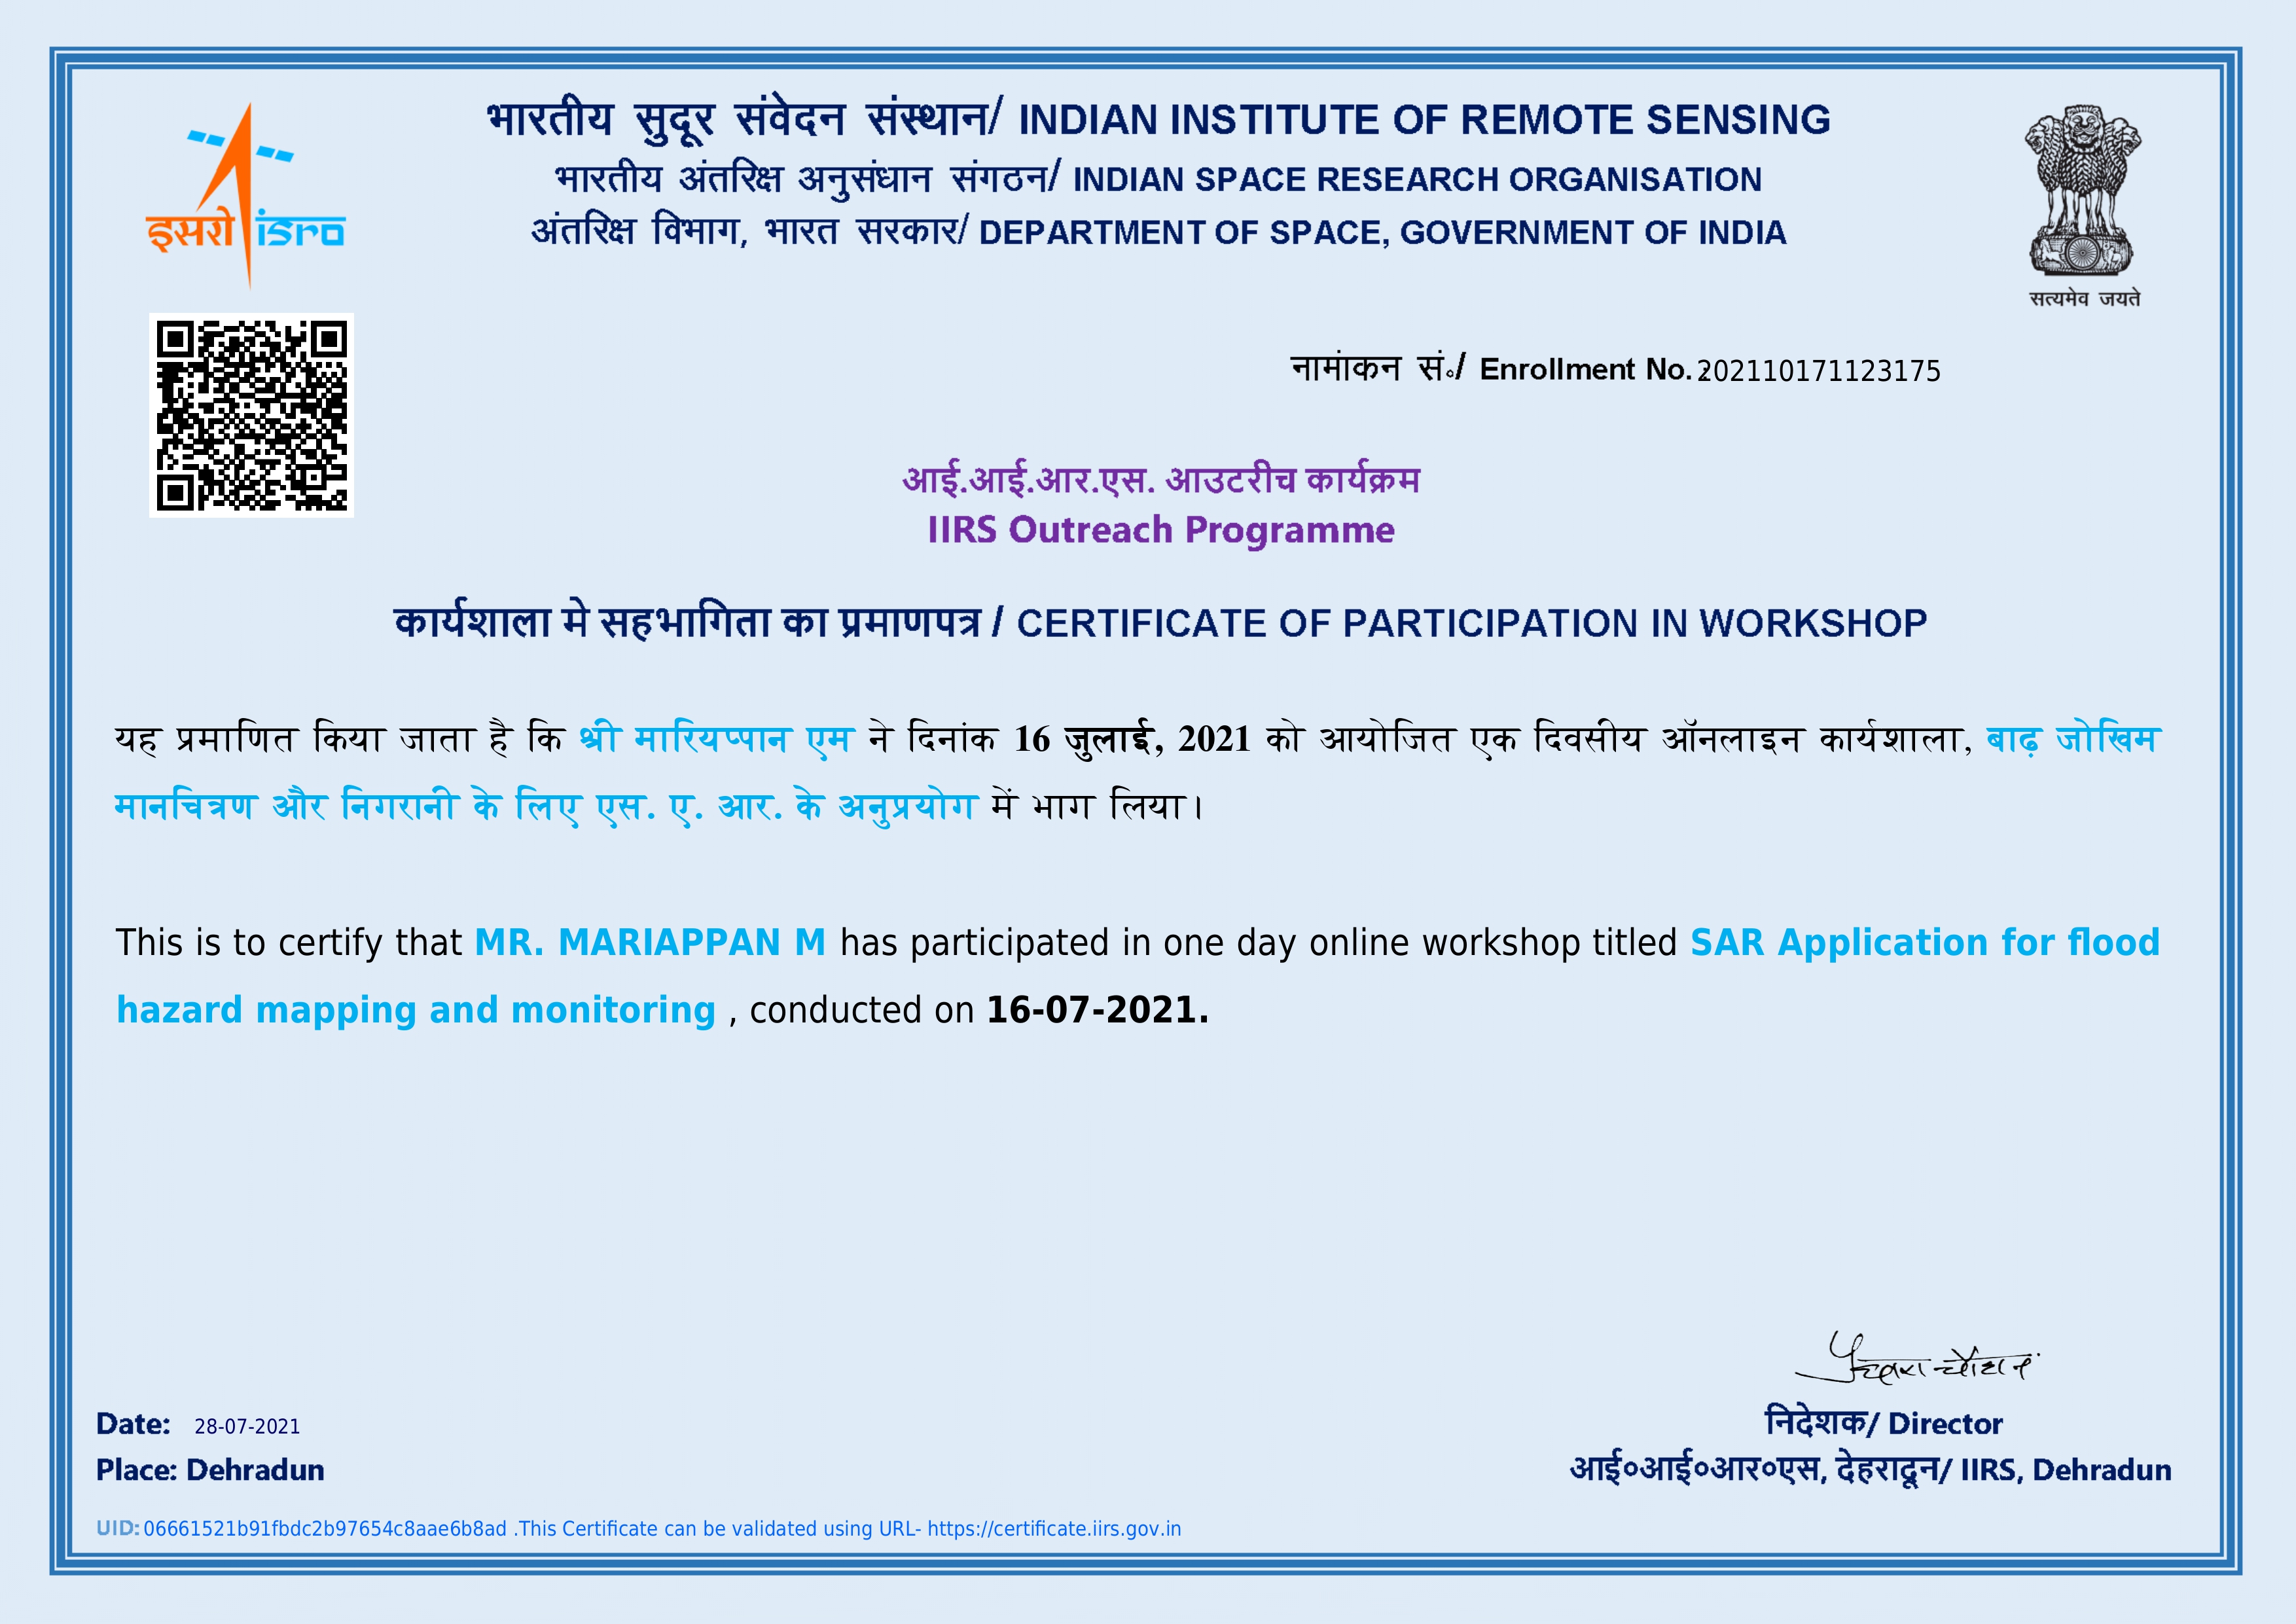 भारतीय सुदूर संवेदन संस्थान/ INDIAN INSTITUTE OF REMOTE SENSING
भारतीय अंतरिक्ष अनुसंधान संगठन/ INDIAN SPACE RESEARCH ORGANISATION
अंतरिक्ष विभाग, भारत सरकार/ DEPARTMENT OF SPACE, GOVERNMENT OF INDIA
इसरो isro
सत्यमेव जयते
नामांकन सं॰/ Enrollment No. 202110171123175
आई.आई.आर.एस. आउटरीच कार्यक्रम
IIRS Outreach Programme
कार्यशाला मे सहभागिता का प्रमाणपत्र / CERTIFICATE OF PARTICIPATION IN WORKSHOP
यह प्रमाणित किया जाता है कि श्री मारियप्पान एम ने दिनांक 16 जुलाई, 2021 को आयोजित एक दिवसीय ऑनलाइन कार्यशाला, बाढ़ जोखिम
मानचित्रण और निगरानी के लिए एस. ए. आर. के अनुप्रयोग में भाग लिया।
This is to certify that MR. MARIAPPAN M has participated in one day online workshop titled SAR Application for flood
hazard mapping and monitoring , conducted on 16-07-2021.
Date: 28-07-2021
Place: Dehradun
निदेशक/ Director
आई०आई०आर०एस, देहरादून/ IIRS, Dehradun
UID: 06661521b91fbdc2b97654c8aae6b8ad .This Certificate can be validated using URL- https://certificate.iirs.gov.in